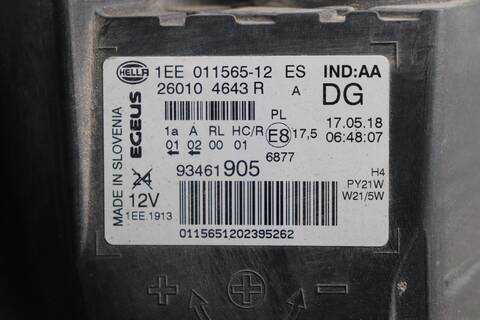 HELLA 1EE 011565-12 ES IND:AA
26010 4643 R A DG
PL 17.05.18
1a A RL HC/R E8 17,5 06:48:07
01 02 00 01
6877
93461905
H4
PY21W
W21/5W
24
12V
1EE.1913
0115651202395262
MADE IN SLOVENIA
EGEUS